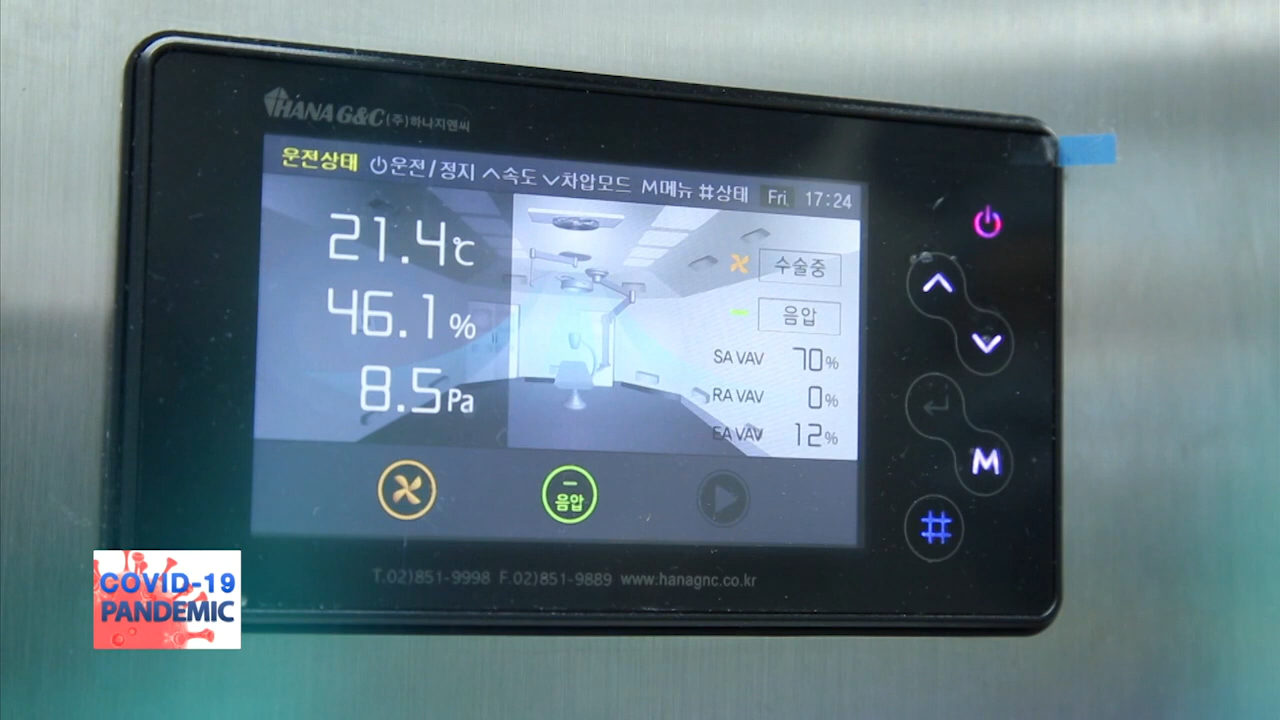 HANA G&C (주)하나지엔씨
운전상태 운전/정지 속도 차압모드 M메뉴 #상태 Fri 17:24
21.4℃
46.1%
8.5Pa
수술중
음압
SA VAV 70%
RA VAV 0%
EA VAV 12%
음압
M
#
T.02)851-9998 F.02)851-9889 www.hanagnc.co.kr
COVID-19
PANDEMIC